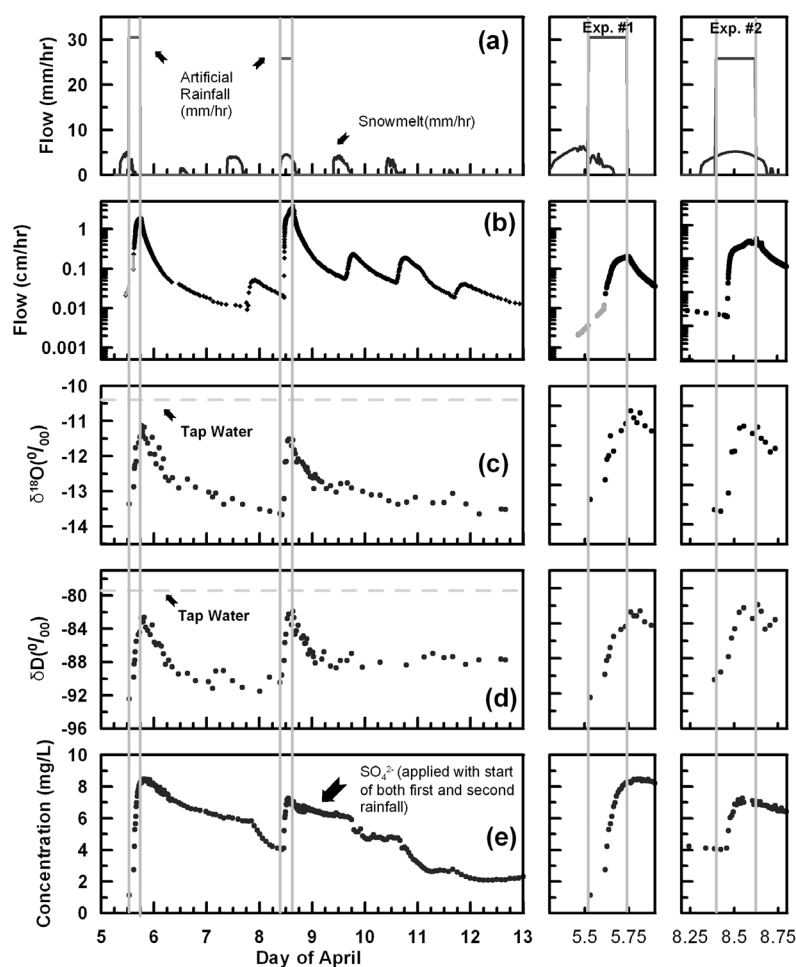 Exp. #1 Exp. #2
(a)
Flow (mm/hr)
30
20
10
0
Artificial
Rainfall
(mm/hr)
Snowmelt(mm/hr)
(b)
Flow (cm/hr)
1
0.1
0.01
0.001
(c)
δ18O(0/00)
-10
-11
-12
-13
-14
Tap Water
(d)
δD(0/00)
-80
-84
-88
-92
-96
Tap Water
(e)
Concentration (mg/L)
10
8
6
4
2
0
SO42- (applied with start
of both first and second
rainfall)
5 6 7 8 9 10 11 12 13
Day of April
5.5 5.75
8.25 8.5 8.75